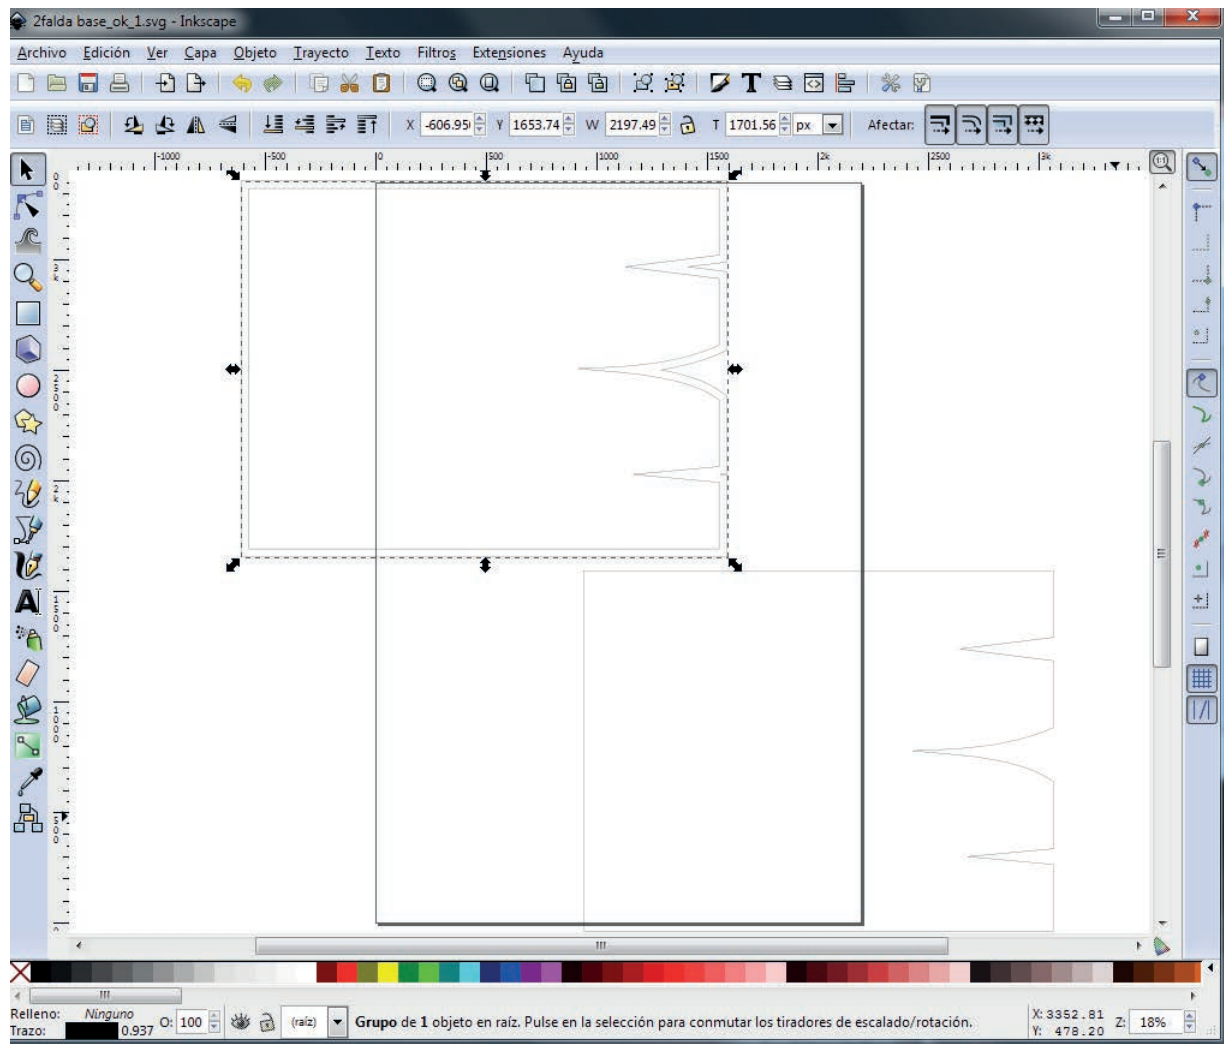 2falda base_ok_1.svg - Inkscape
Archivo Edición Ver Capa Objeto Trayecto Texto Filtros Extensiones Ayuda
X -606.95 Y 1653.74 W 2197.49 T 1701.56 px Afectar:
-1000 -500 0 500 1000 1500 2k 2500 3k
Relleno: Ninguno
Trazo: 0.937 O: 100 (raíz) Grupo de 1 objeto en raíz. Pulse en la selección para conmutar los tiradores de escalado/rotación. X: 3352.81 Z: 18%
Y: 478.20